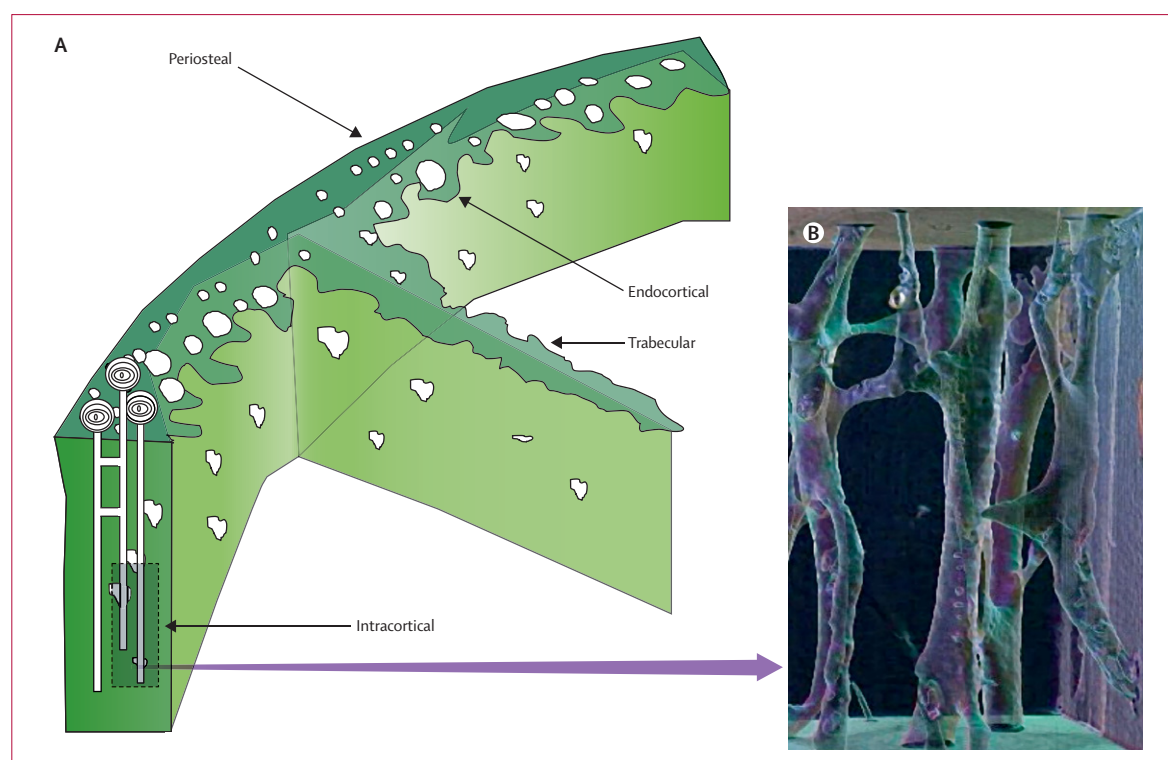 A
Periosteal
Endocortical
B
Trabecular
Intracortical